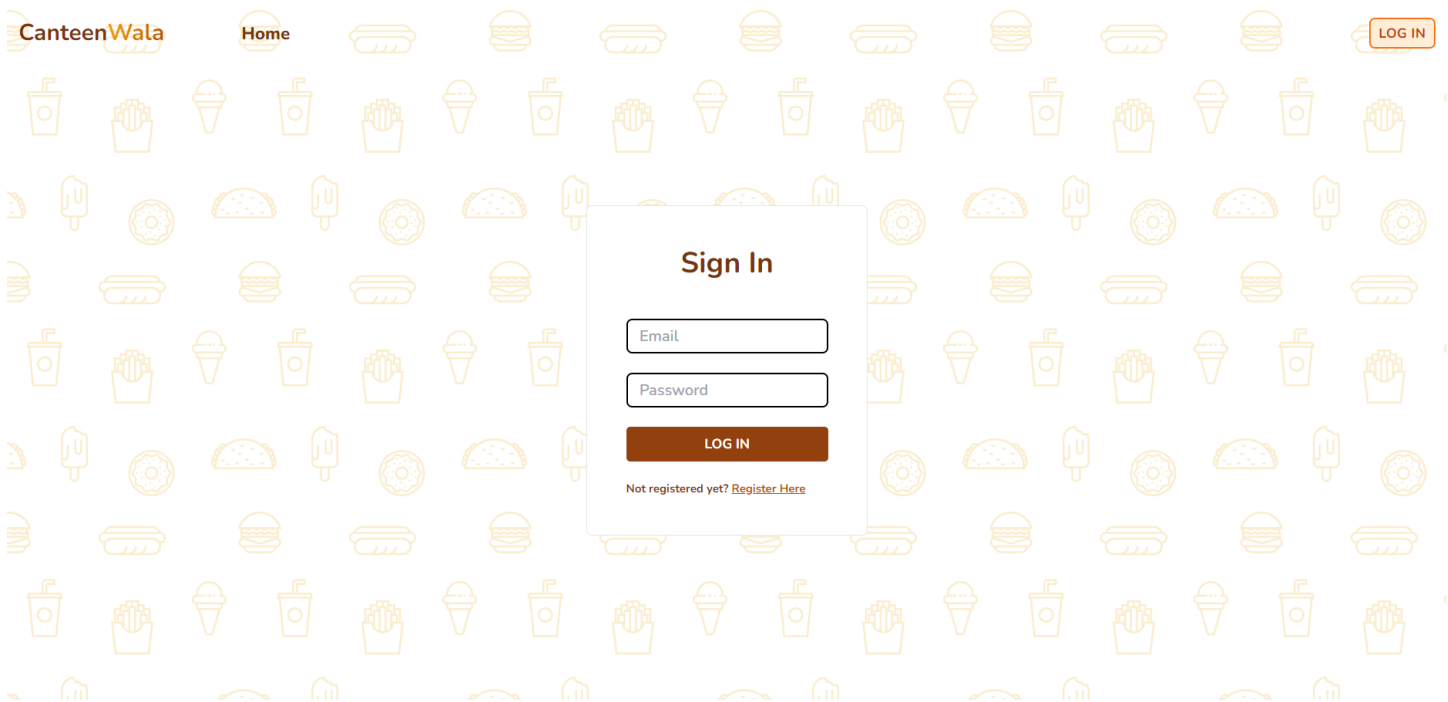 CanteenWala
Home
LOG IN
Sign In
Email
Password
LOG IN
Not registered yet? Register Here